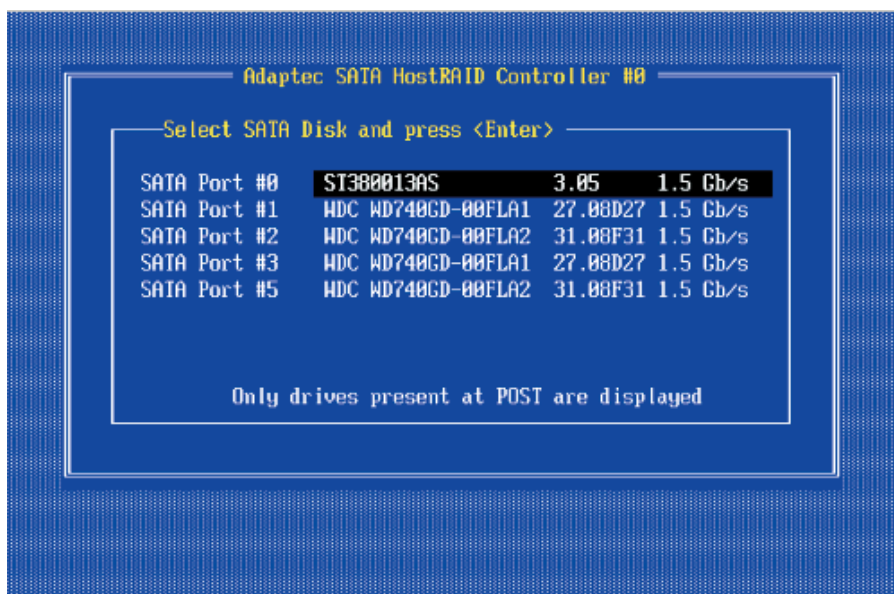 Adaptec SATA HostRAID Controller #0
Select SATA Disk and press <Enter>
SATA Port #0 ST380013AS 3.05 1.5 Gb/s
SATA Port #1 WDC WD740GD-00FLA1 27.08D27 1.5 Gb/s
SATA Port #2 WDC WD740GD-00FLA2 31.08F31 1.5 Gb/s
SATA Port #3 WDC WD740GD-00FLA1 27.08D27 1.5 Gb/s
SATA Port #5 WDC WD740GD-00FLA2 31.08F31 1.5 Gb/s
Only drives present at POST are displayed